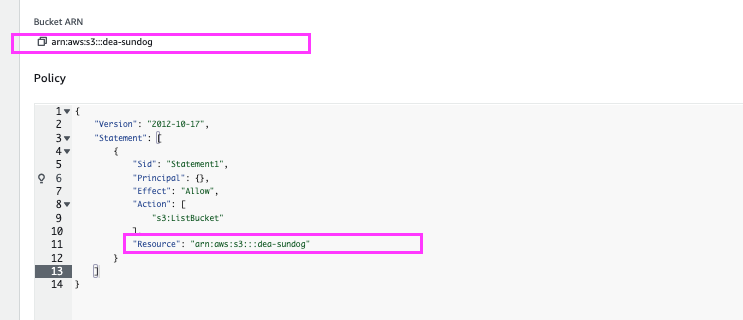 Bucket ARN
arn:aws:s3:::dea-sundog
Policy
1 {
2 "Version": "2012-10-17",
3 "Statement": [
4 {
5 "Sid": "Statement1",
6 "Principal": {},
7 "Effect": "Allow",
8 "Action": [
9 "s3:ListBucket"
10 ],
11 "Resource": "arn:aws:s3:::dea-sundog"
12 }
13 ]
14 }